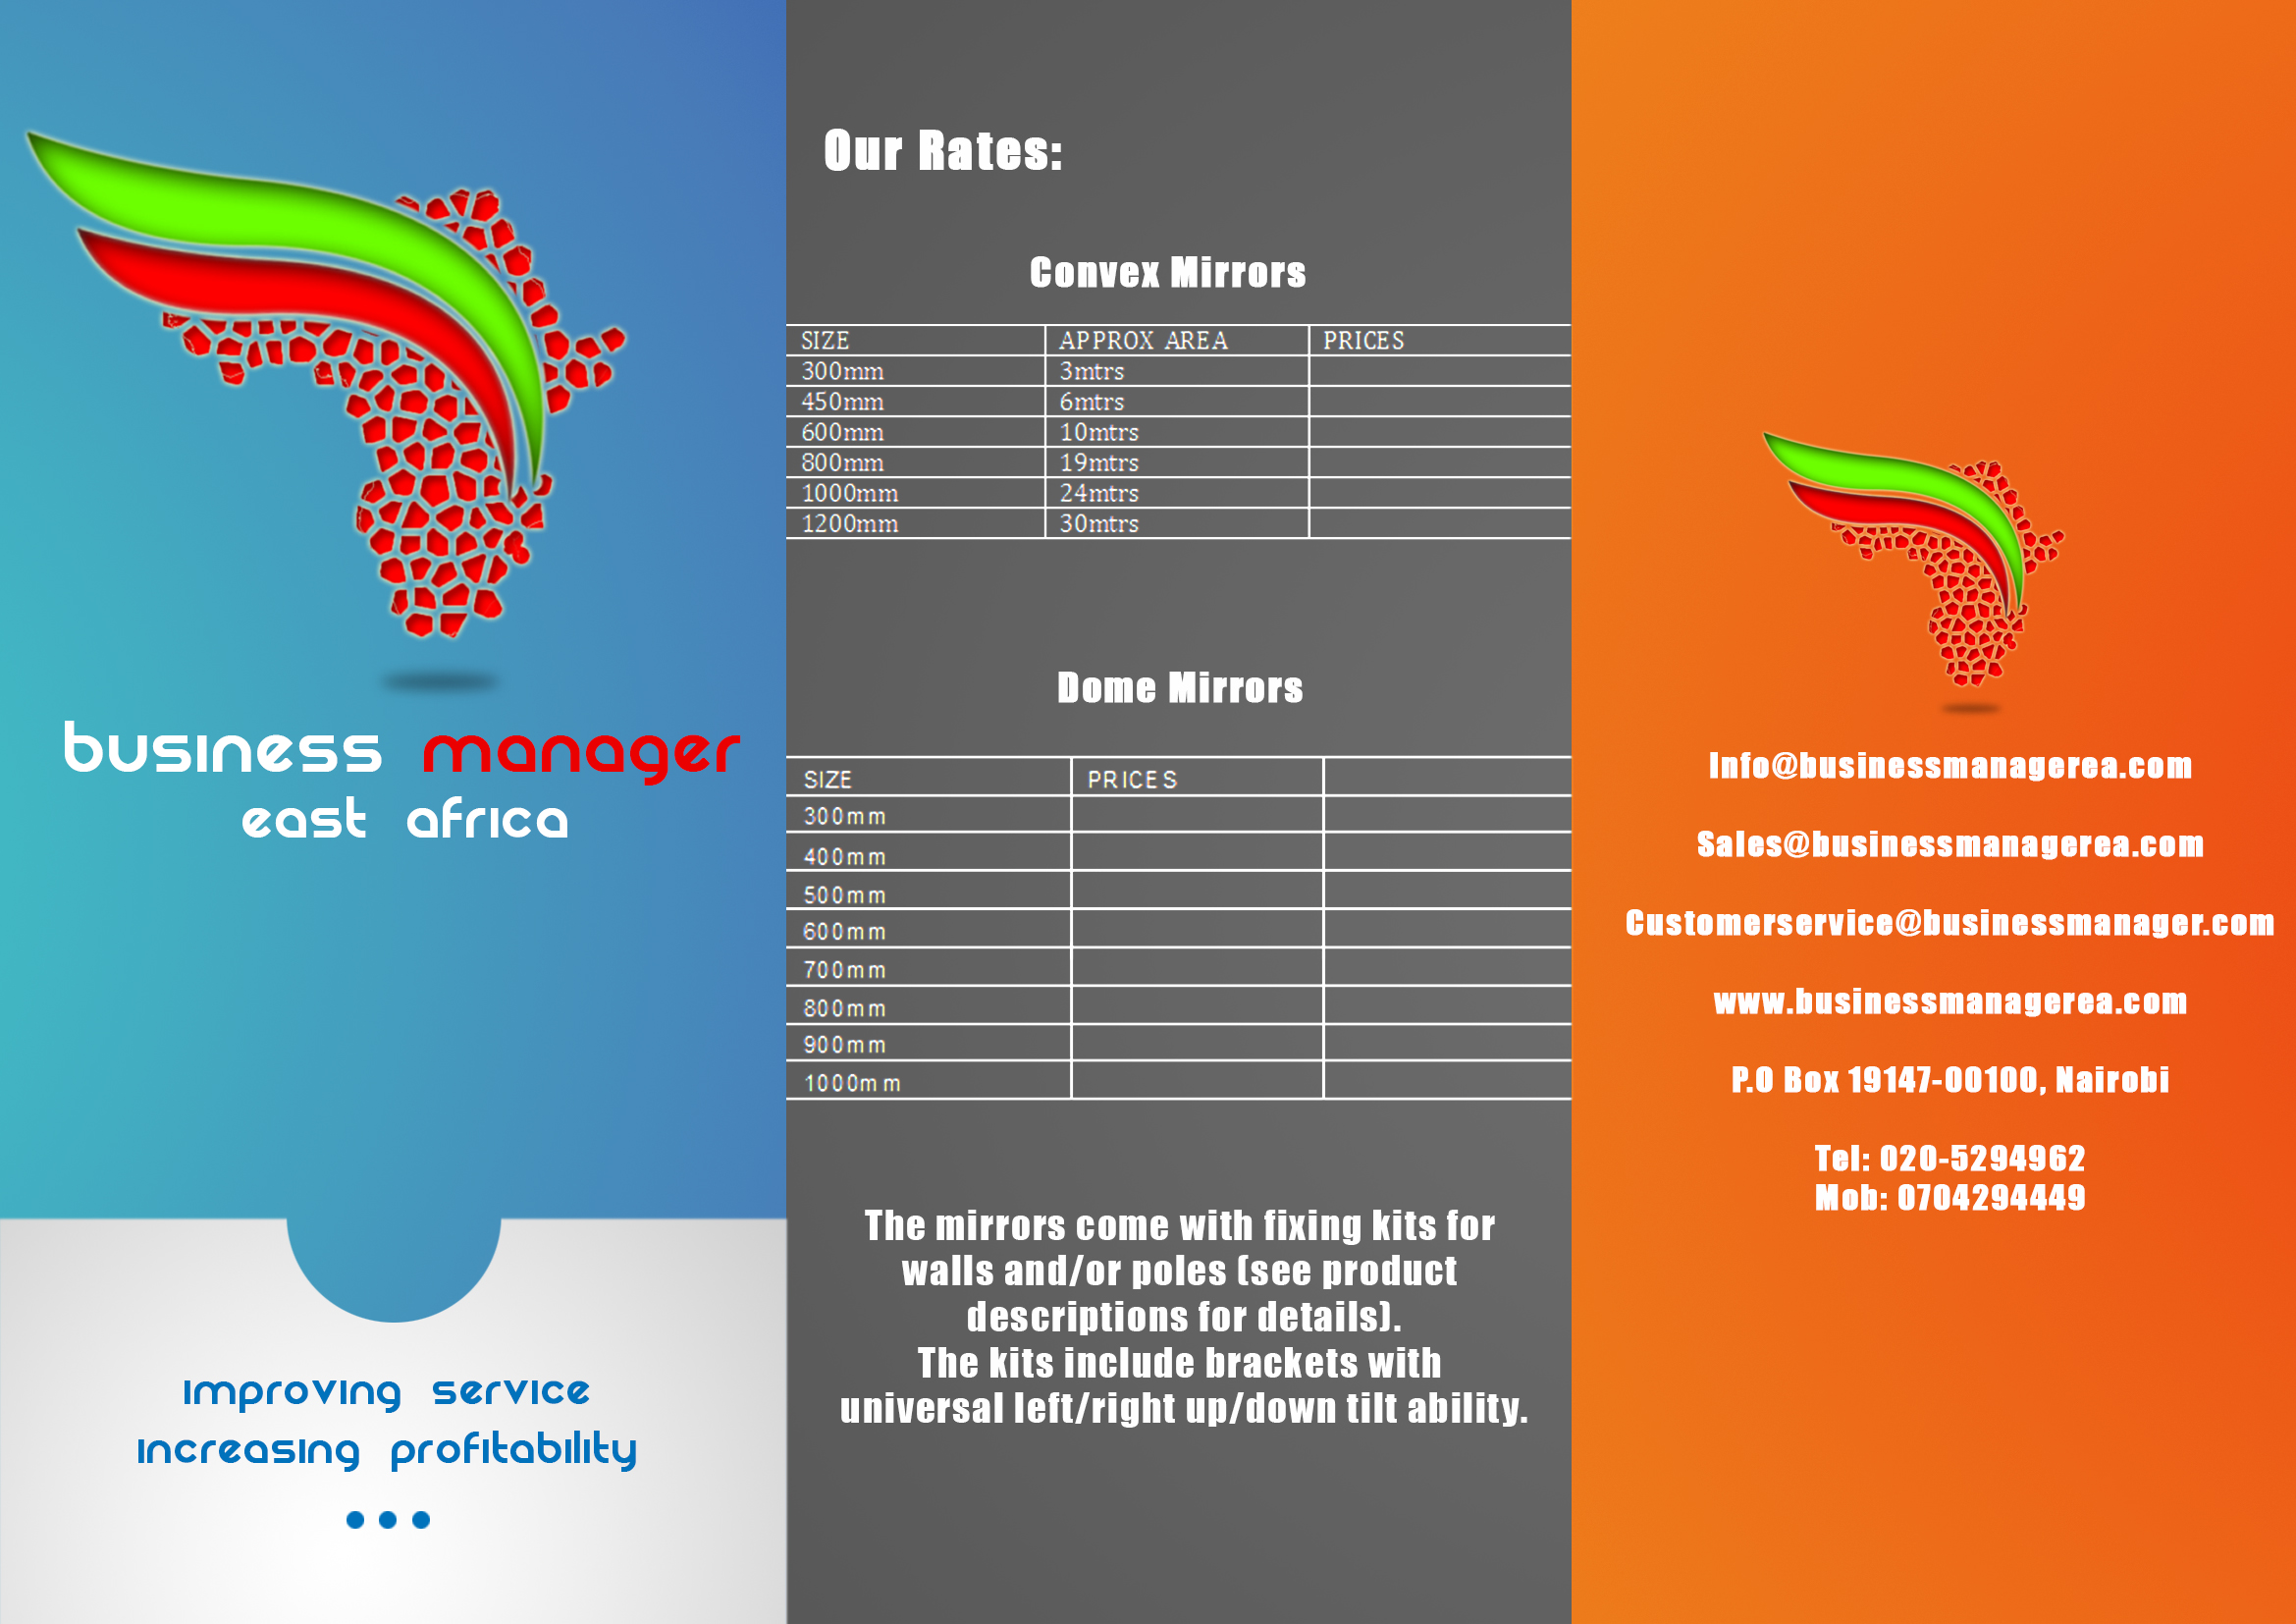 business manager
east africa
improving service
increasing profitability
Our Rates:
Convex Mirrors
SIZE APPROX AREA PRICES
300mm 3mtrs
450mm 6mtrs
600mm 10mtrs
800mm 19mtrs
1000mm 24mtrs
1200mm 30mtrs
Dome Mirrors
SIZE PRICES
300mm
400mm
500mm
600mm
700mm
800mm
900mm
1000mm
The mirrors come with fixing kits for
walls and/or poles (see product
descriptions for details).
The kits include brackets with
universal left/right up/down tilt ability.
Info@businessmanagerea.com
Sales@businessmanagerea.com
Customerservice@businessmanager.com
www.businessmanagerea.com
P.O Box 19147-00100, Nairobi
Tel: 020-5294962
Mob: 0704294449